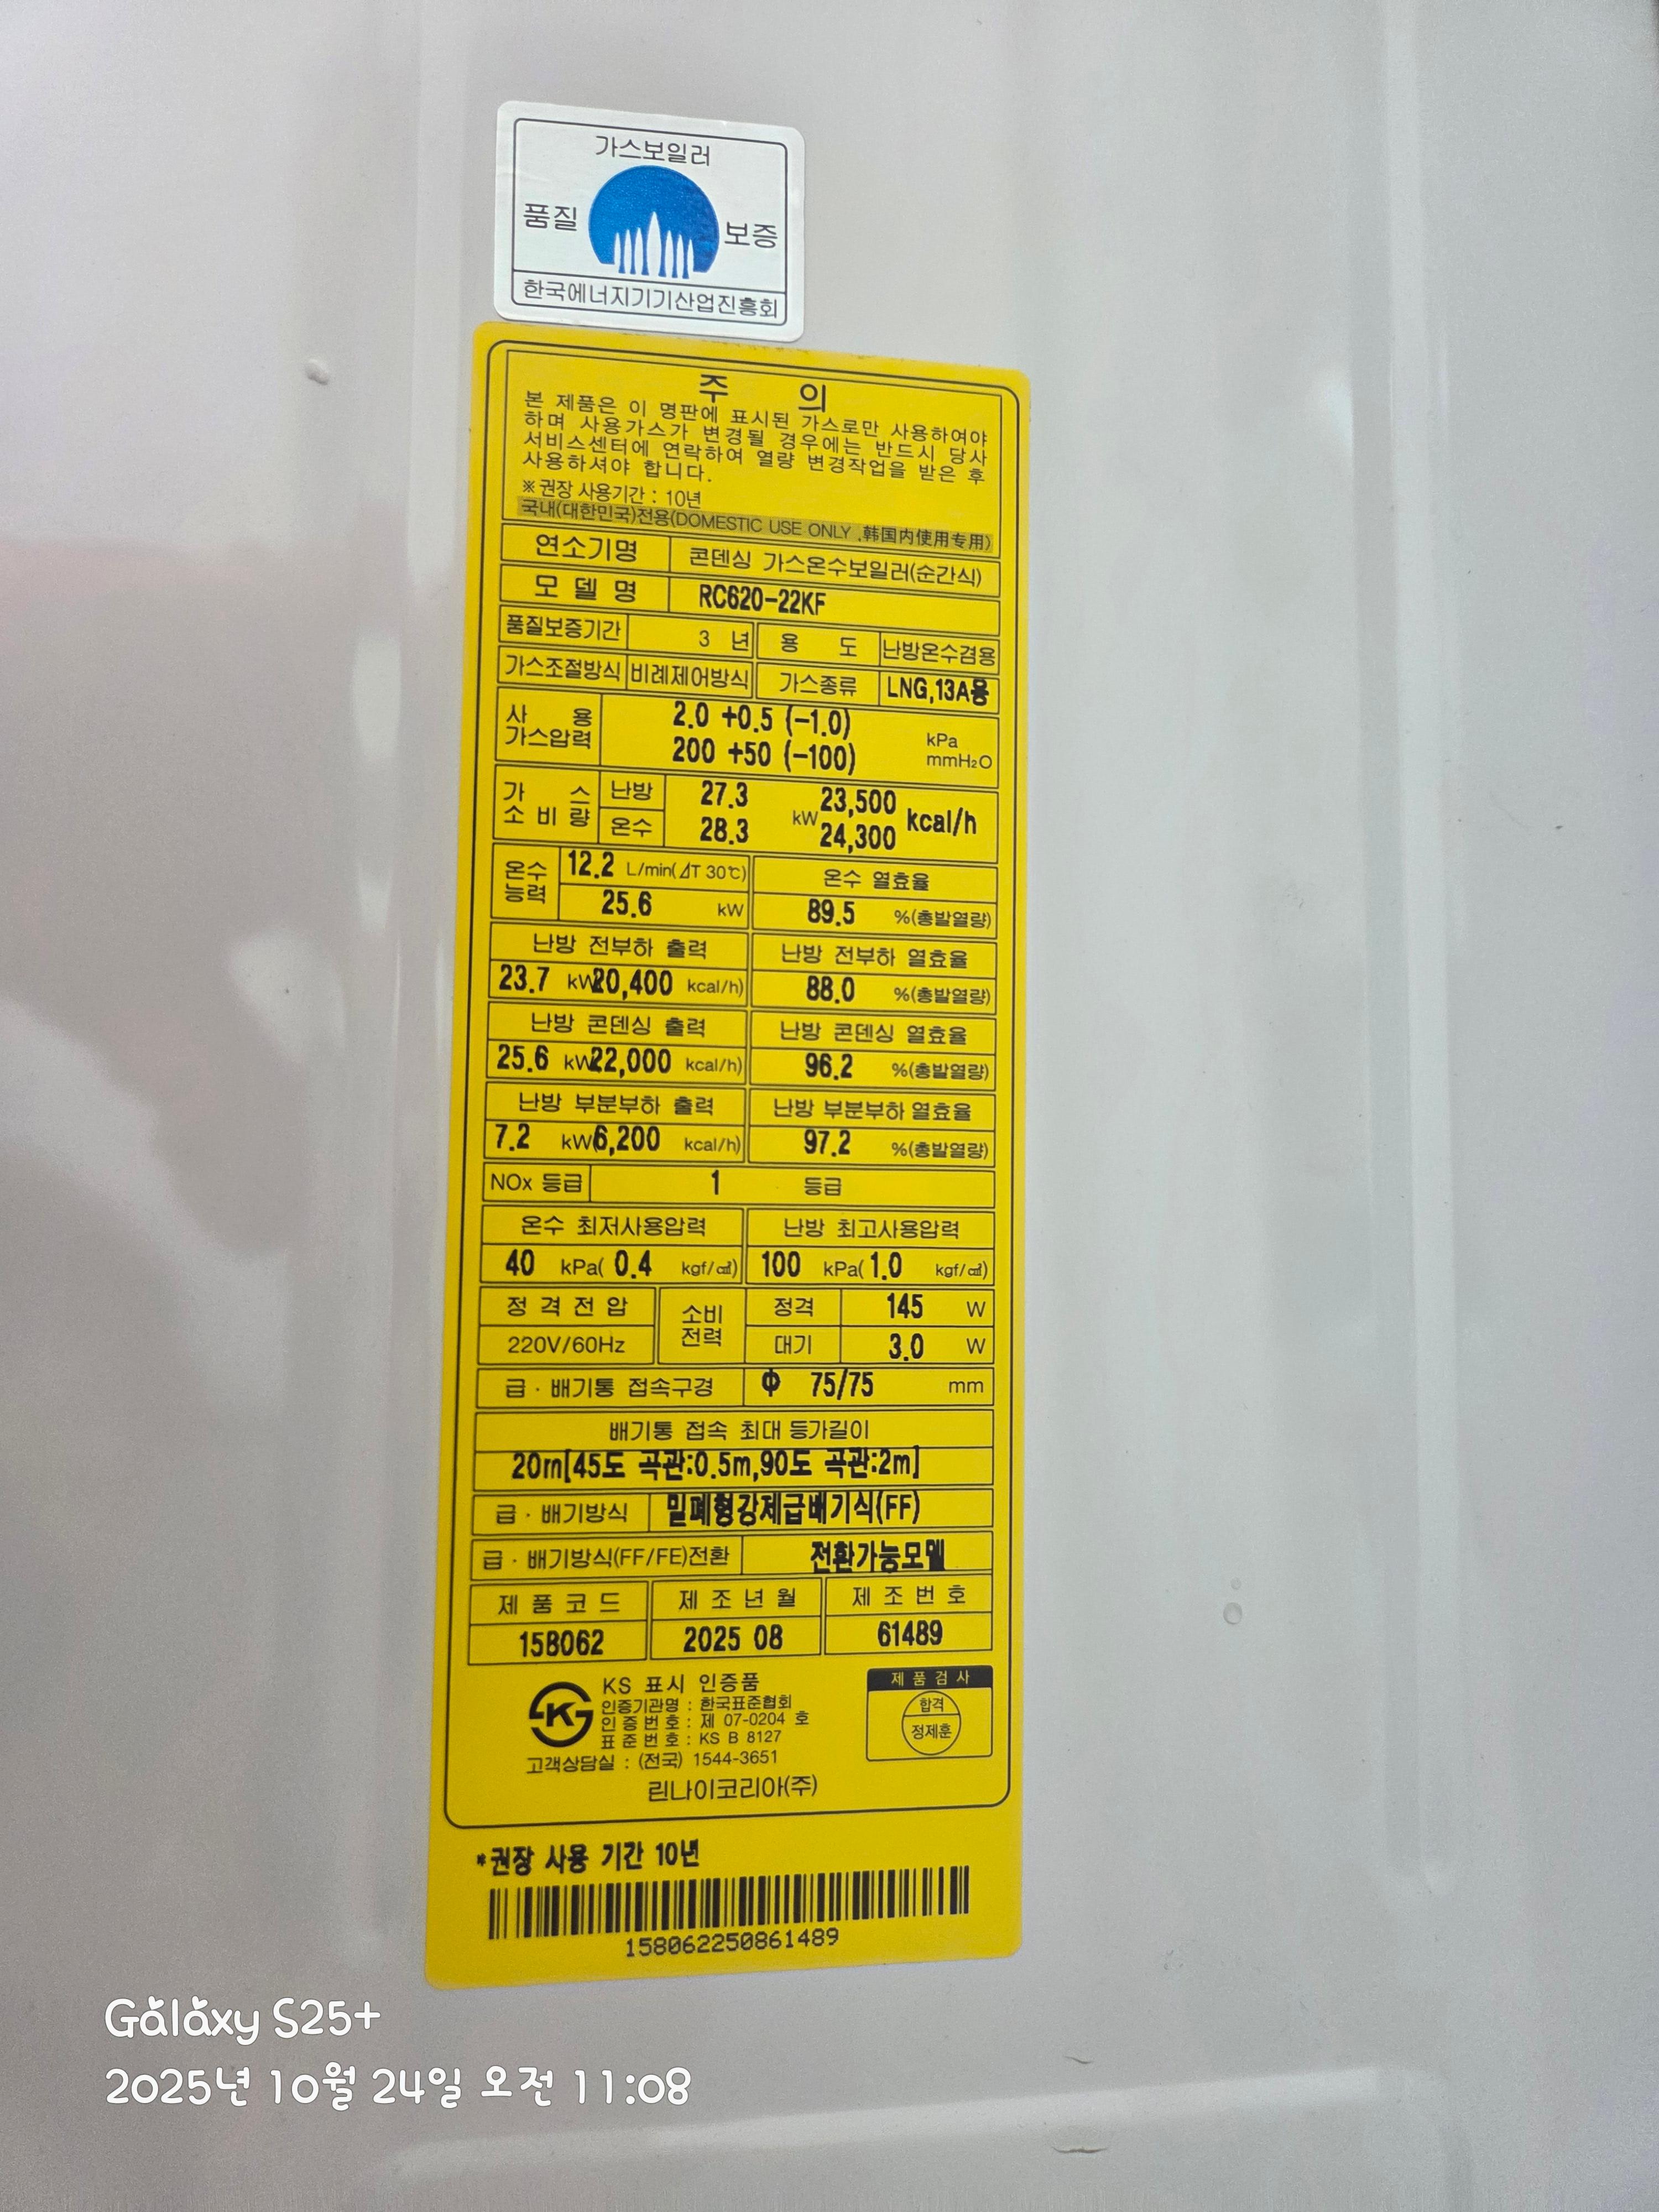 가스보일러
품질 보증
한국에너지기기산업진흥회
주 의
본 제품은 이 명판에 표시된 가스로만 사용하여야
하며 사용가스가 변경될 경우에는 반드시 당사
서비스센터에 연락하여 열량 변경작업을 받은 후
사용하셔야 합니다.
※권장 사용기간 : 10년
국내(대한민국)전용(DOMESTIC USE ONLY ,韩国内使用专用)
연소기명 콘덴싱 가스온수보일러(순간식)
모 델 명 RC620-22KF
품질보증기간 3 년 용 도 난방온수겸용
가스조절방식 비례제어방식 가스종류 LNG,13A용
사 용 2.0 +0.5 (-1.0) kPa
가스압력 200 +50 (-100) mmH₂O
가 스 난방 27.3 kW 23,500 kcal/h
소 비 량 온수 28.3 24,300
온수 12.2 L/min(⊿T 30℃) 온수 열효율
능력 25.6 kW 89.5 %(총발열량)
난방 전부하 출력 난방 전부하 열효율
23.7 kW 20,400 kcal/h) 88.0 %(총발열량)
난방 콘덴싱 출력 난방 콘덴싱 열효율
25.6 kW 22,000 kcal/h) 96.2 %(총발열량)
난방 부분부하 출력 난방 부분부하 열효율
7.2 kW 6,200 kcal/h) 97.2 %(총발열량)
NOx 등급 1 등급
온수 최저사용압력 난방 최고사용압력
40 kPa( 0.4 kgf/㎠) 100 kPa( 1.0 kgf/㎠)
정 격 전 압 소비 정격 145 W
220V/60Hz 전력 대기 3.0 W
급 · 배기통 접속구경 Φ 75/75 mm
배기통 접속 최대 등가길이
20m[45도 곡관:0.5m,90도 곡관:2m]
급 · 배기방식 밀폐형강제급배기식(FF)
급 · 배기방식(FF/FE)전환 전환가능모델
제 품 코 드 제 조 년 월 제 조 번 호
158062 2025 08 61489
KS 표시 인증품
인증기관명 : 한국표준협회
인 증 번 호 : 제 07-0204 호
표 준 번 호 : KS B 8127
고객상담실 : (전국) 1544-3651
제 품 검 사
합격
정제훈
린나이코리아(주)
*권장 사용 기간 10년
158062250861489
Galaxy S25+
2025년 10월 24일 오전 11:08